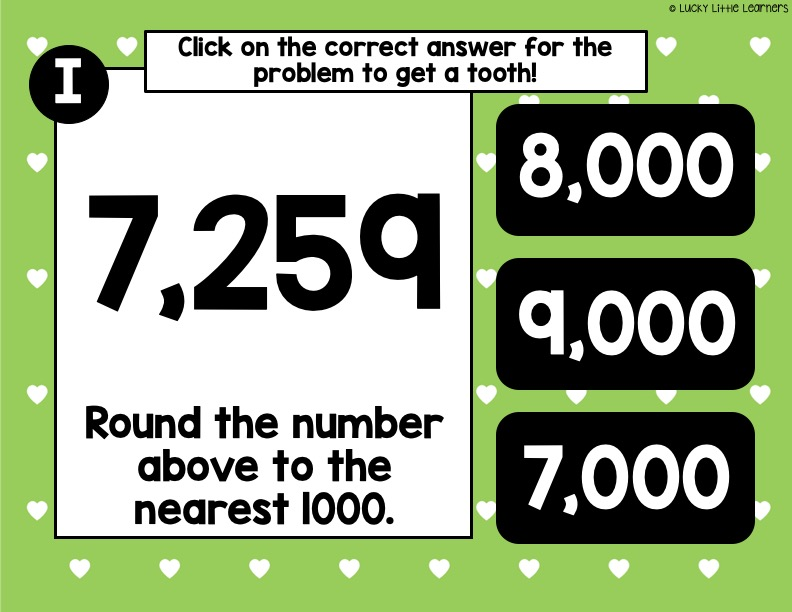 © Lucky Little Learners
Click on the correct answer for the
problem to get a tooth!
1
7,259
Round the number
above to the
nearest 1000.
8,000
9,000
7,000